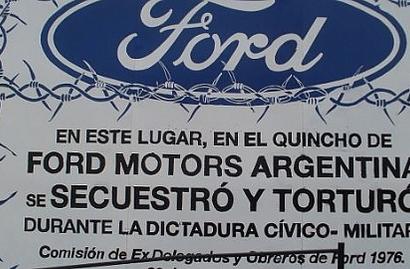 Ford
EN ESTE LUGAR, EN EL QUINCHO DE
FORD MOTORS ARGENTINA
SE SECUESTRÓ Y TORTURÓ
DURANTE LA DICTADURA CÍVICO- MILITAR
Comisión de Ex Delegados y Obreros de Ford 1976.